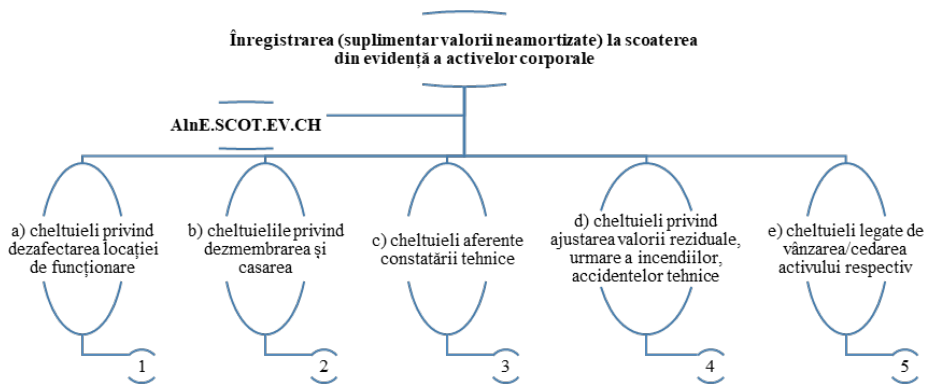 Înregistrarea (suplimentar valorii neamortizate) la scoaterea
din evidență a activelor corporale
AlnE.SCOT.EV.CH
a) cheltuieli privind
dezafectarea locației
de funcționare
b) cheltuielile privind
dezmembrarea și
casarea
c) cheltuieli aferente
constatării tehnice
d) cheltuieli privind
ajustarea valorii reziduale,
urmare a incendiilor,
accidentelor tehnice
e) cheltuieli legate de
vânzarea/cedarea
activului respectiv
1
2
3
4
5